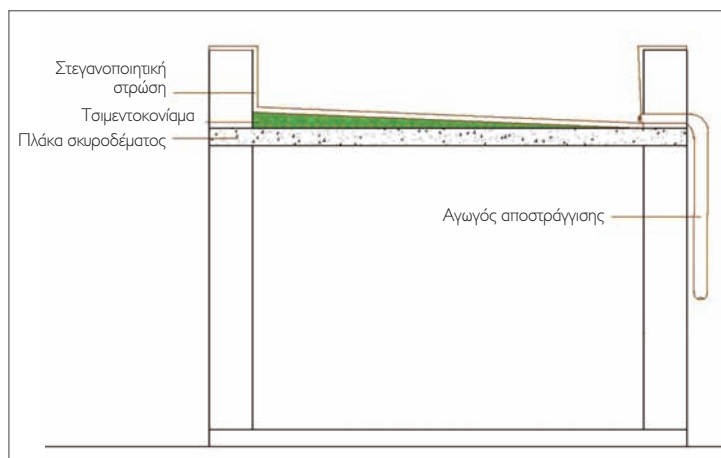 Στεγανοποιητική
στρώση
Τσιμεντοκονίαμα
Πλάκα σκυροδέματος
Αγωγός αποστράγγισης